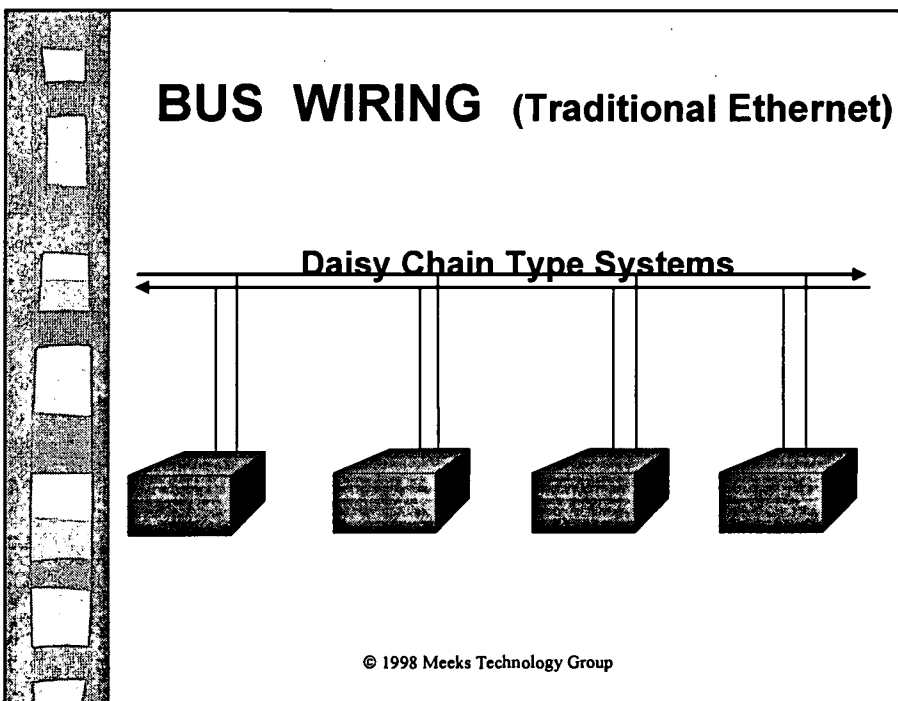 BUS WIRING (Traditional Ethernet)
Daisy Chain Type Systems
© 1998 Meeks Technology Group